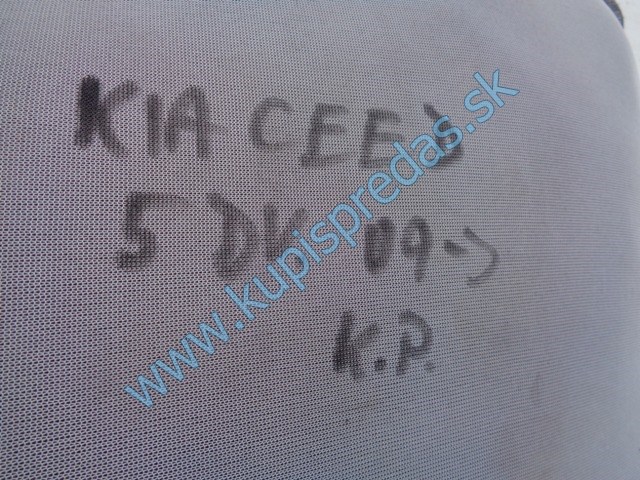 KIA CEED
5 DV 09->
K.P.
www.kupispredas.sk